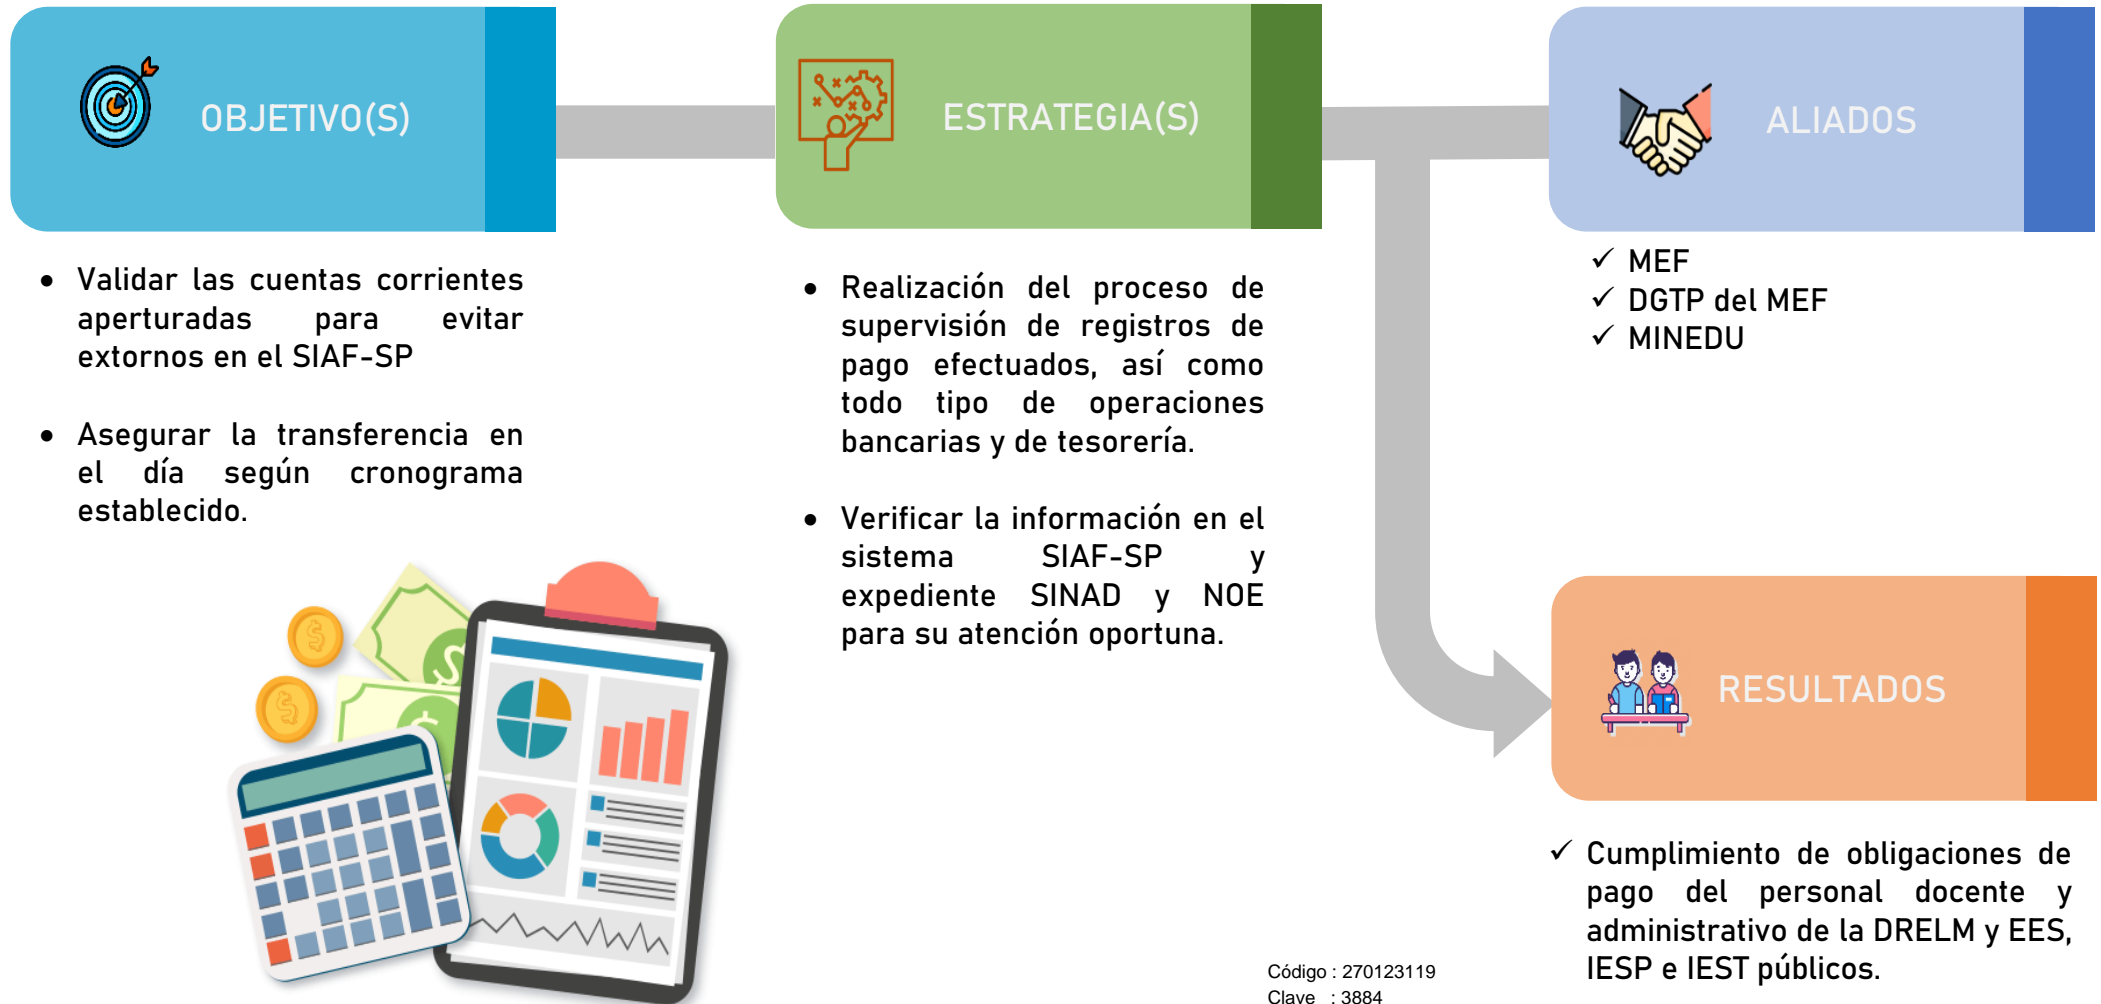 OBJETIVO(S)
• Validar las cuentas corrientes
aperturadas para evitar
extornos en el SIAF-SP
• Asegurar la transferencia en
el día según cronograma
establecido.
ESTRATEGIA(S)
• Realización del proceso de
supervisión de registros de
pago efectuados, así como
todo tipo de operaciones
bancarias y de tesorería.
• Verificar la información en el
sistema SIAF-SP y
expediente SINAD y NOE
para su atención oportuna.
ALIADOS
✓ MEF
✓ DGTP del MEF
✓ MINEDU
RESULTADOS
✓ Cumplimiento de obligaciones de
pago del personal docente y
administrativo de la DRELM y EES,
IESP e IEST públicos.
Código : 270123119
Clave : 3884